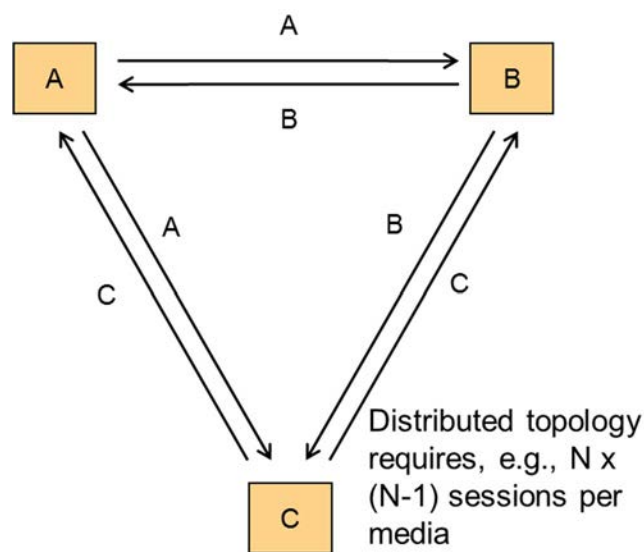 A
A
B
B
A
B
C
C
Distributed topology
requires, e.g., N x
(N-1) sessions per
media
C